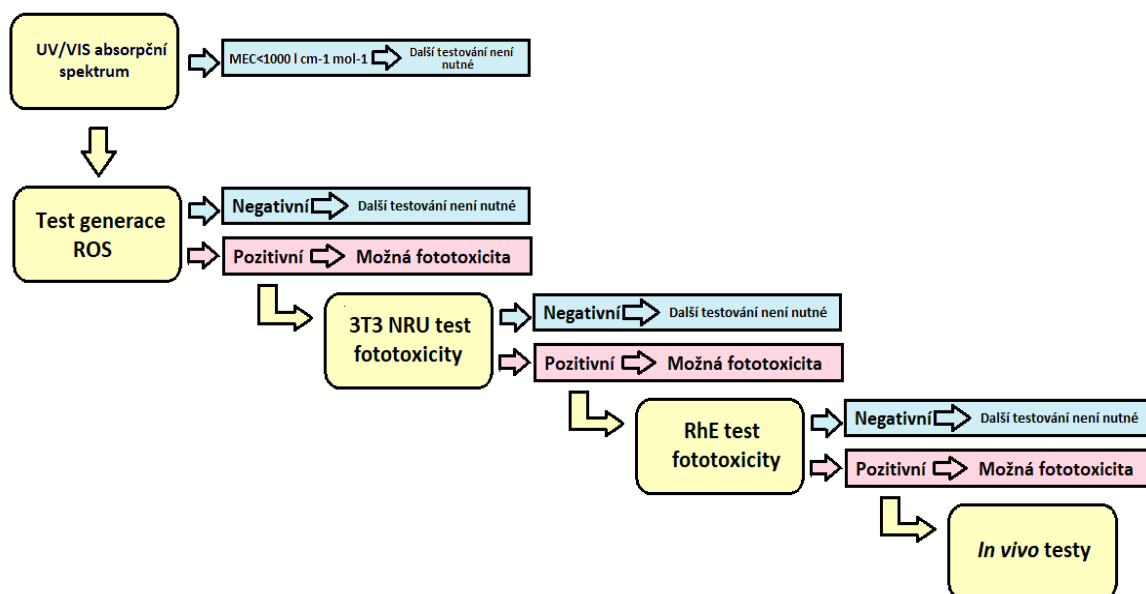 UV/VIS absorpční
spektrum
MEC<1000 l cm-1 mol-1
Další testování není
nutné
Test generace
ROS
Negativní
Další testování není nutné
Pozitivní
Možná fototoxicita
3T3 NRU test
fototoxicity
Negativní
Další testování není nutné
Pozitivní
Možná fototoxicita
RhE test
fototoxicity
Negativní
Další testování není nutné
Pozitivní
Možná fototoxicita
In vivo testy